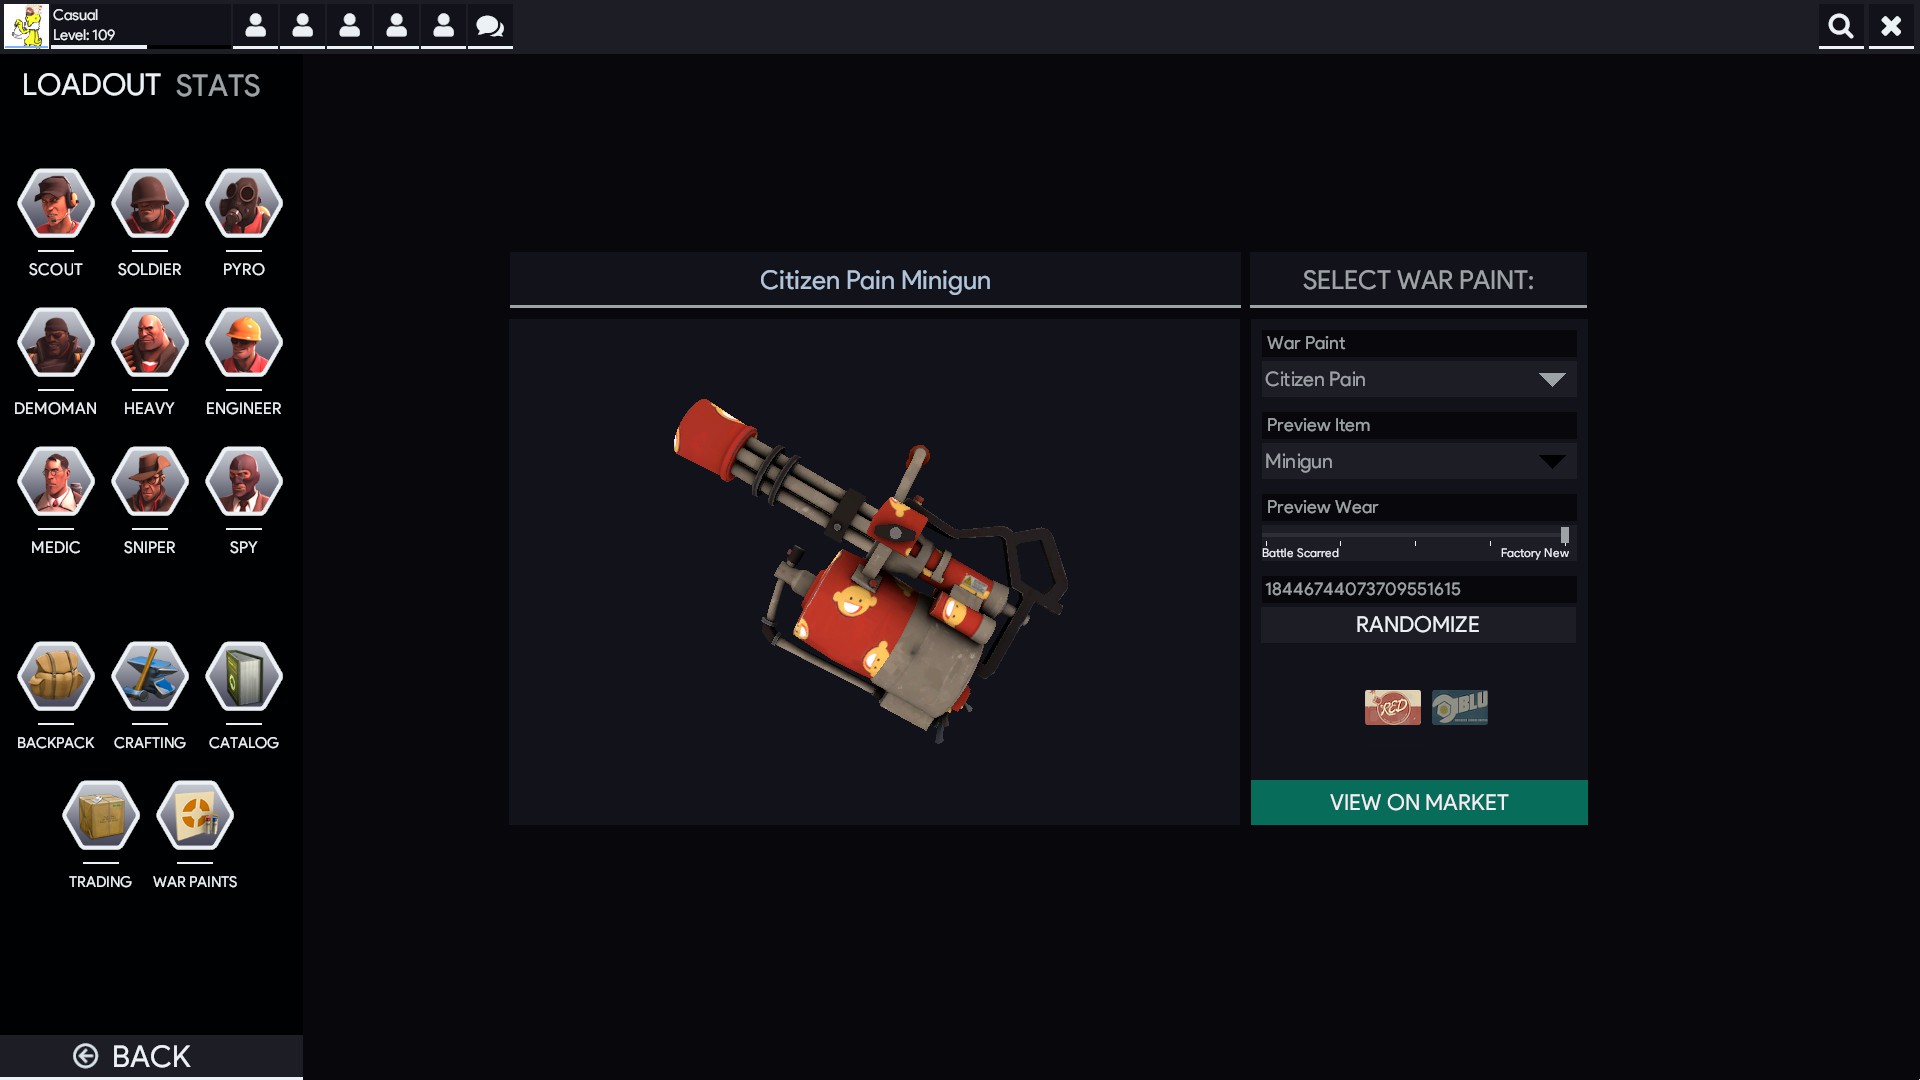 Casual
Level: 109
LOADOUT STATS
SCOUT SOLDIER PYRO
DEMOMAN HEAVY ENGINEER
MEDIC SNIPER SPY
BACKPACK CRAFTING CATALOG
TRADING WAR PAINTS
BACK
Citizen Pain Minigun
SELECT WAR PAINT:
War Paint
Citizen Pain
Preview Item
Minigun
Preview Wear
Battle Scarred Factory New
18446744073709551615
RANDOMIZE
RED BLU
VIEW ON MARKET